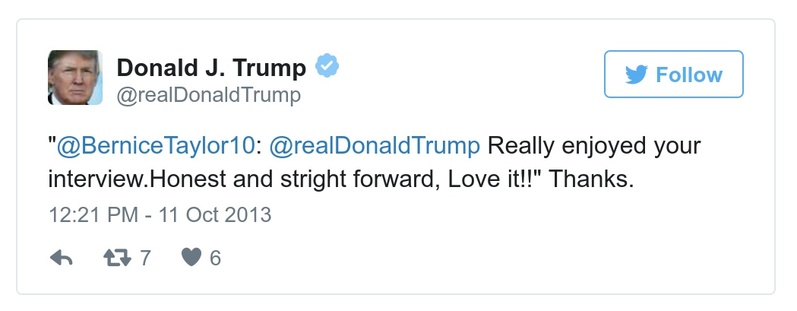 Donald J. Trump
@realDonaldTrump
Follow
"@BerniceTaylor10: @realDonaldTrump Really enjoyed your
interview.Honest and stright forward, Love it!!" Thanks.
12:21 PM - 11 Oct 2013
7 6